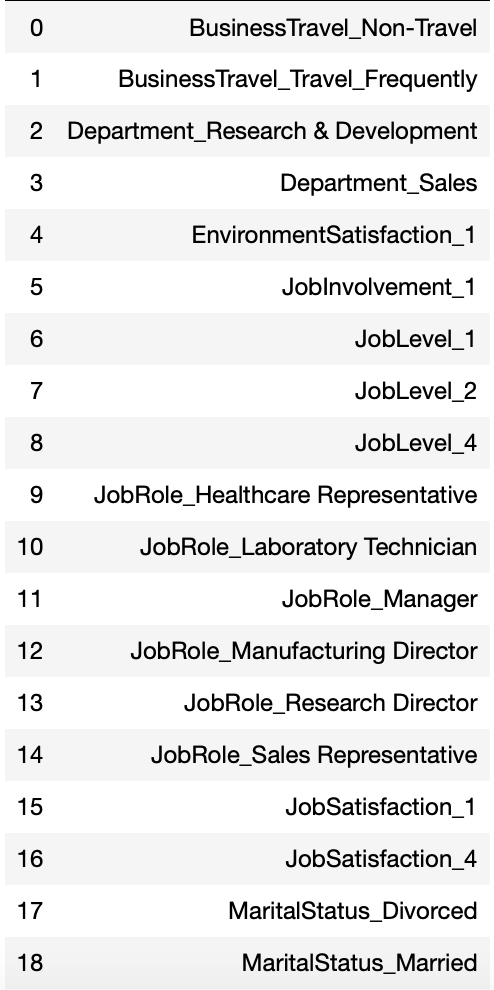 0 BusinessTravel_Non-Travel
1 BusinessTravel_Travel_Frequently
2 Department_Research & Development
3 Department_Sales
4 EnvironmentSatisfaction_1
5 JobInvolvement_1
6 JobLevel_1
7 JobLevel_2
8 JobLevel_4
9 JobRole_Healthcare Representative
10 JobRole_Laboratory Technician
11 JobRole_Manager
12 JobRole_Manufacturing Director
13 JobRole_Research Director
14 JobRole_Sales Representative
15 JobSatisfaction_1
16 JobSatisfaction_4
17 MaritalStatus_Divorced
18 MaritalStatus_Married